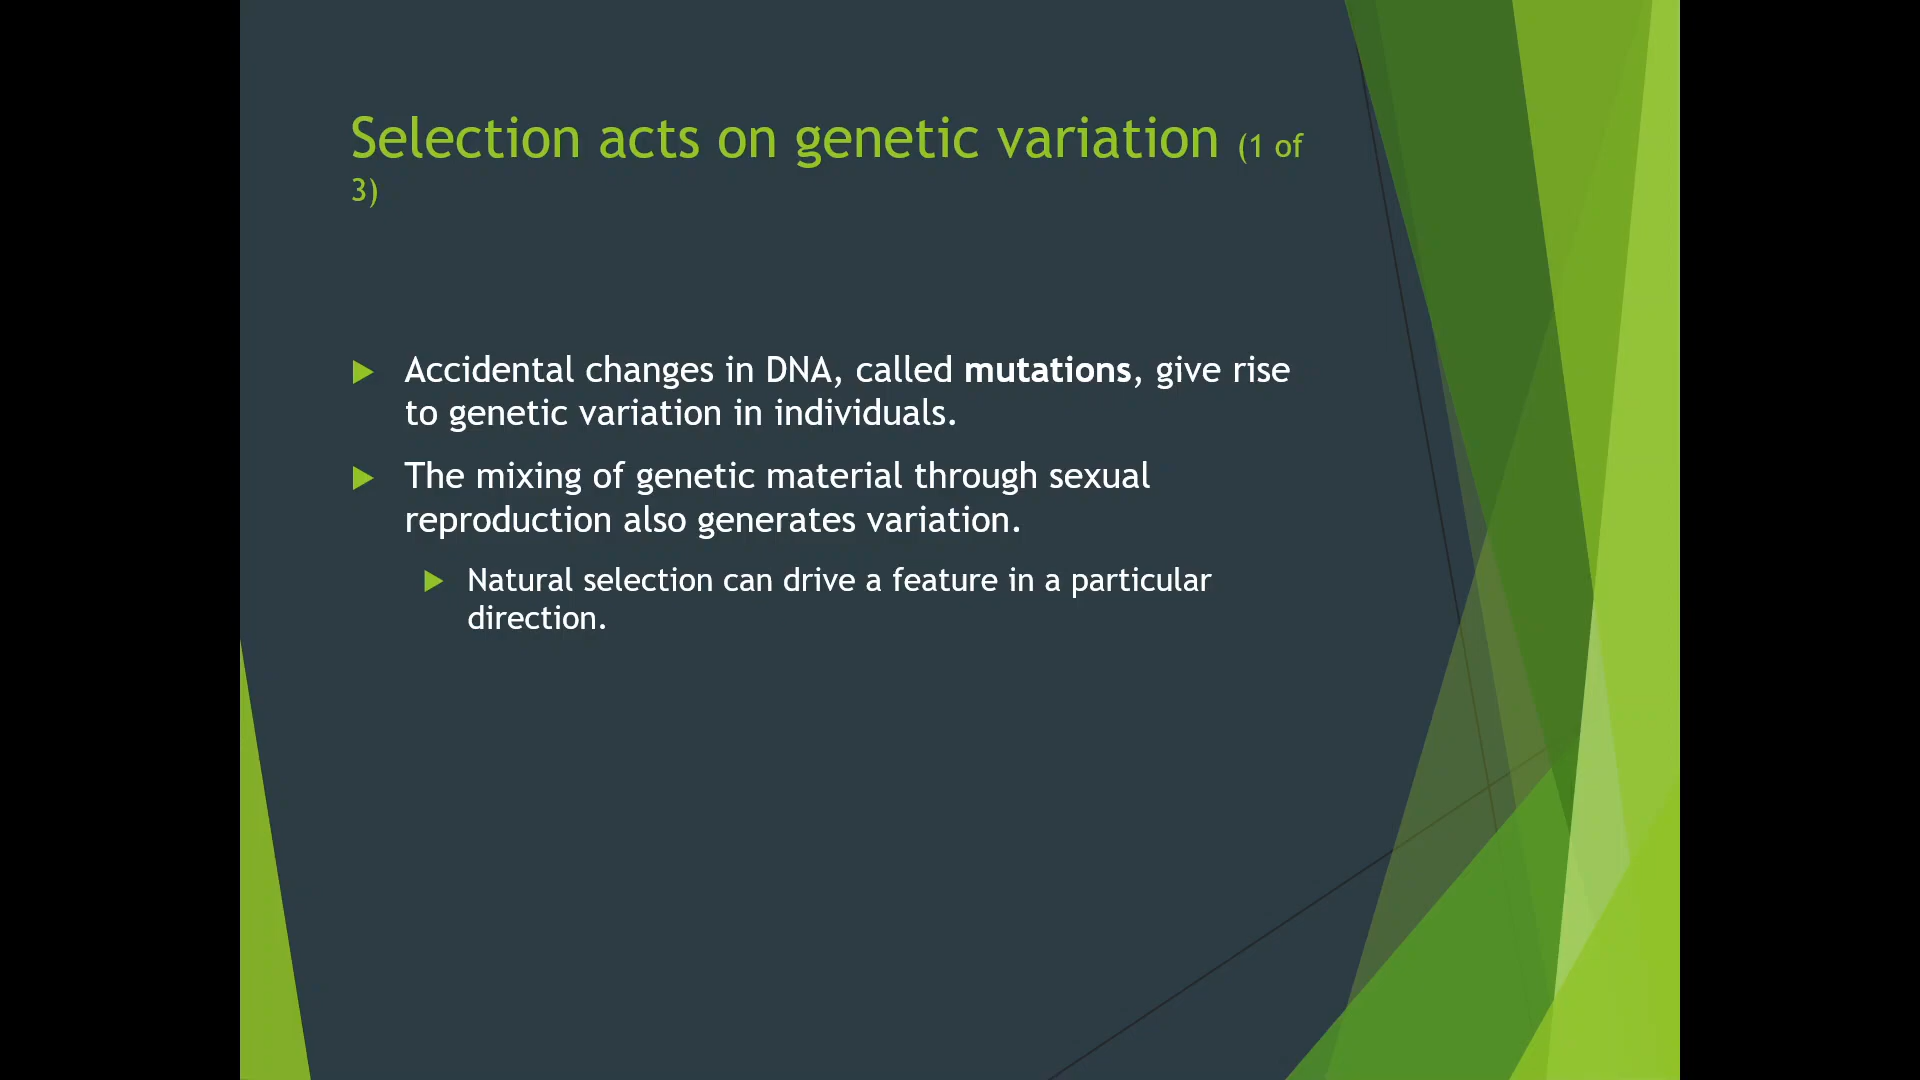 Selection acts on genetic variation (1 of
3)
Accidental changes in DNA, called mutations, give rise
to genetic variation in individuals.
The mixing of genetic material through sexual
reproduction also generates variation.
Natural selection can drive a feature in a particular
direction.